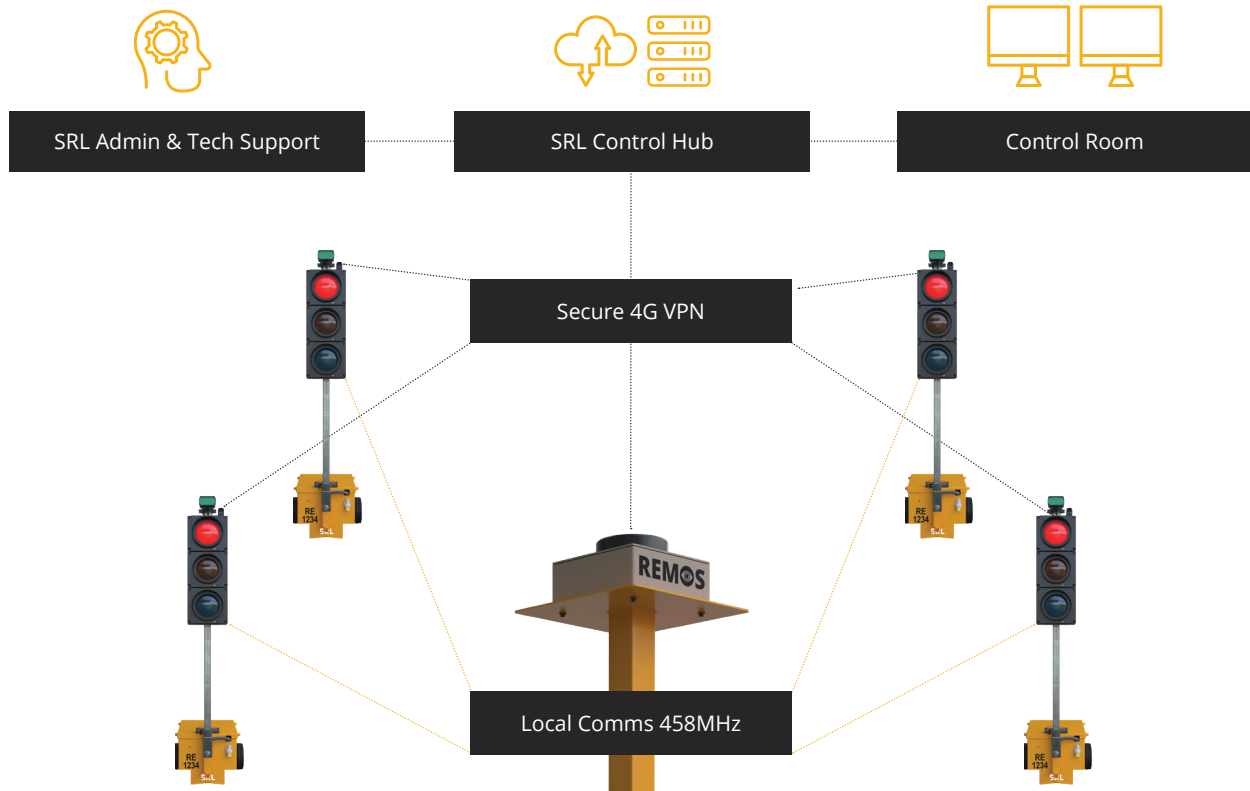 SRL Admin & Tech Support
SRL Control Hub
Control Room
Secure 4G VPN
RE
1234
SRL
RE
1234
SRL
REMOS
Local Comms 458MHz
RE
1234
SRL
RE
1234
SRL